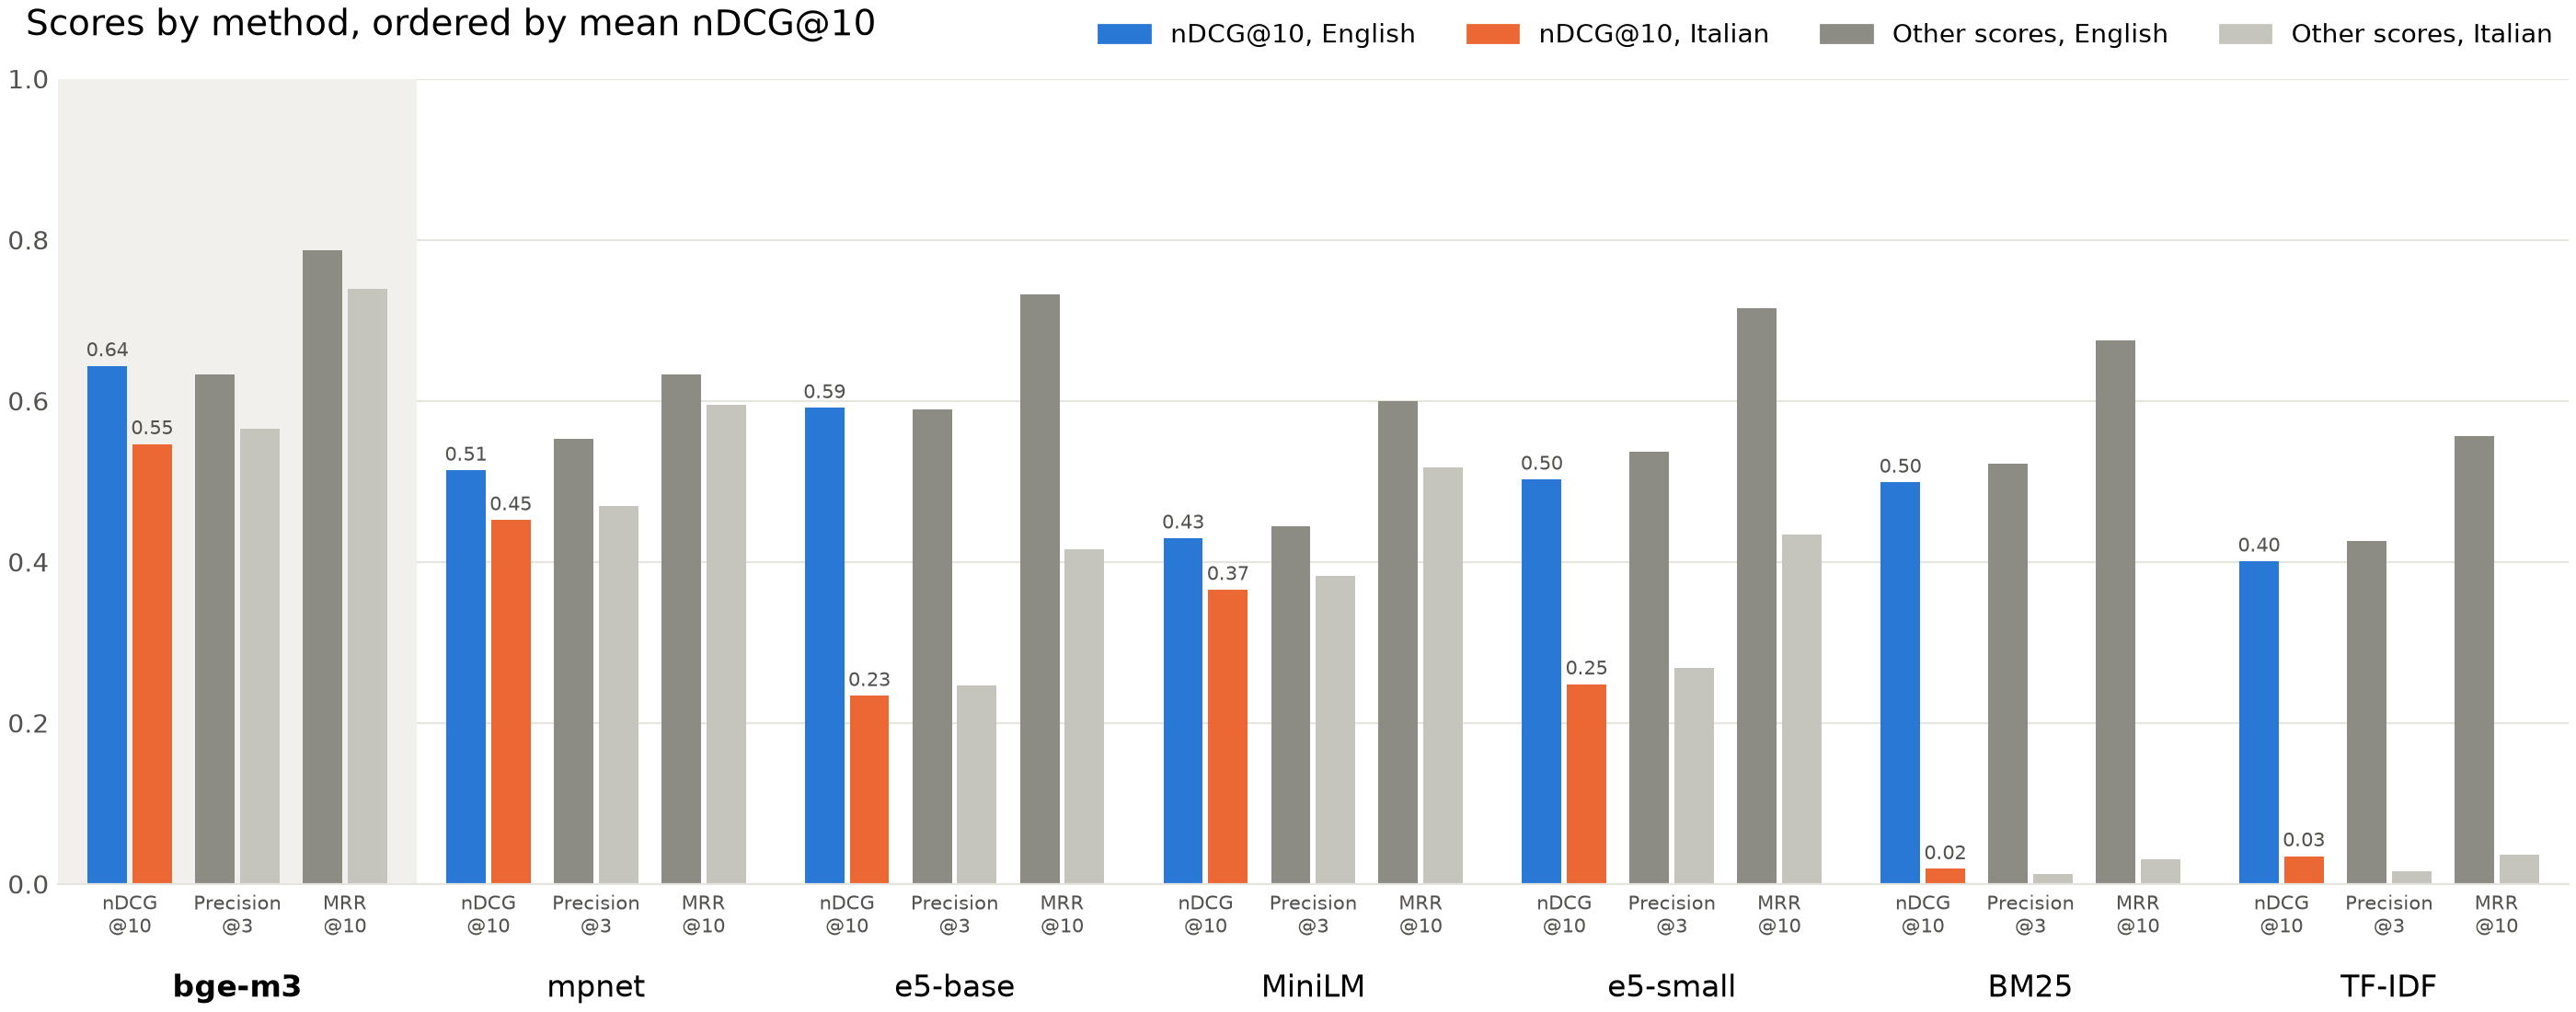 Scores by method, ordered by mean nDCG@10
nDCG@10, English
nDCG@10, Italian
Other scores, English
Other scores, Italian
1.0
0.8
0.6
0.4
0.2
0.0
0.64
0.55
0.51
0.45
0.59
0.23
0.43
0.37
0.50
0.25
0.50
0.02
0.40
0.03
nDCG
@10
Precision
@3
MRR
@10
nDCG
@10
Precision
@3
MRR
@10
nDCG
@10
Precision
@3
MRR
@10
nDCG
@10
Precision
@3
MRR
@10
nDCG
@10
Precision
@3
MRR
@10
nDCG
@10
Precision
@3
MRR
@10
nDCG
@10
Precision
@3
MRR
@10
bge-m3
mpnet
e5-base
MiniLM
e5-small
BM25
TF-IDF